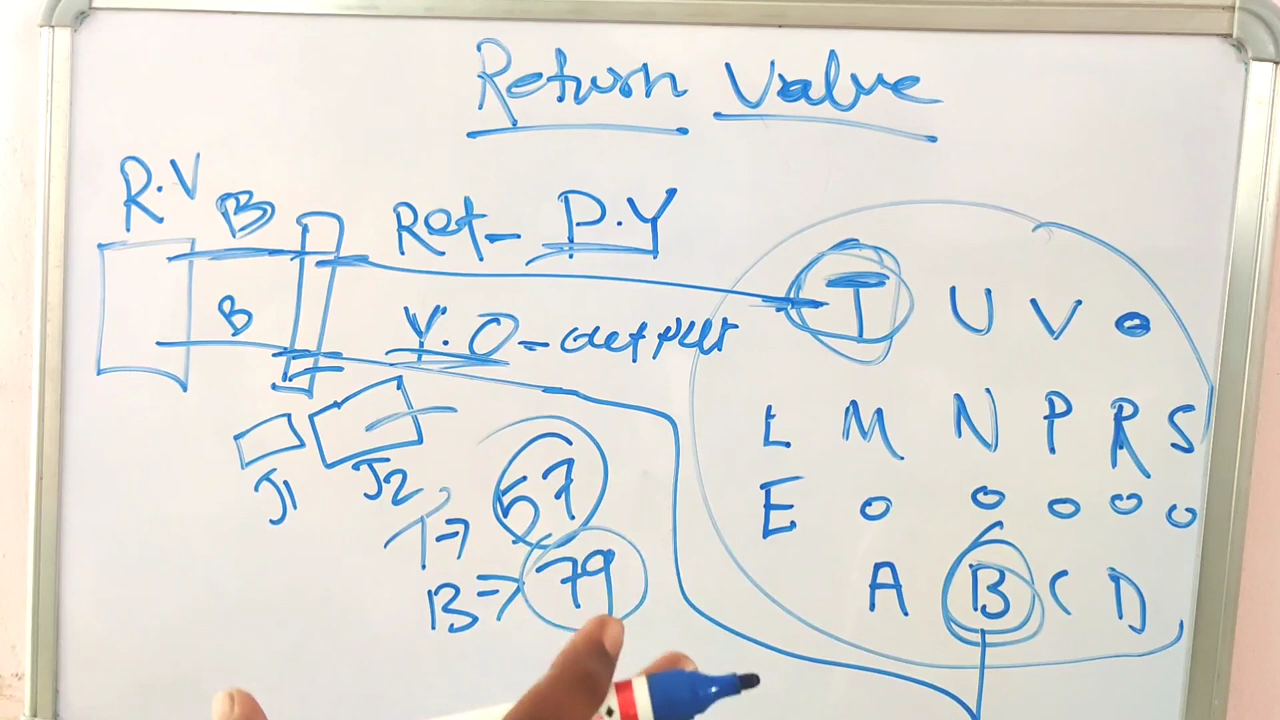 Return Value
R.V B Ret- P.Y
B Y.O - output
J1 J2
T → 57
B → 79
T U V o
L M N P R S
E o o o o o
A B C D